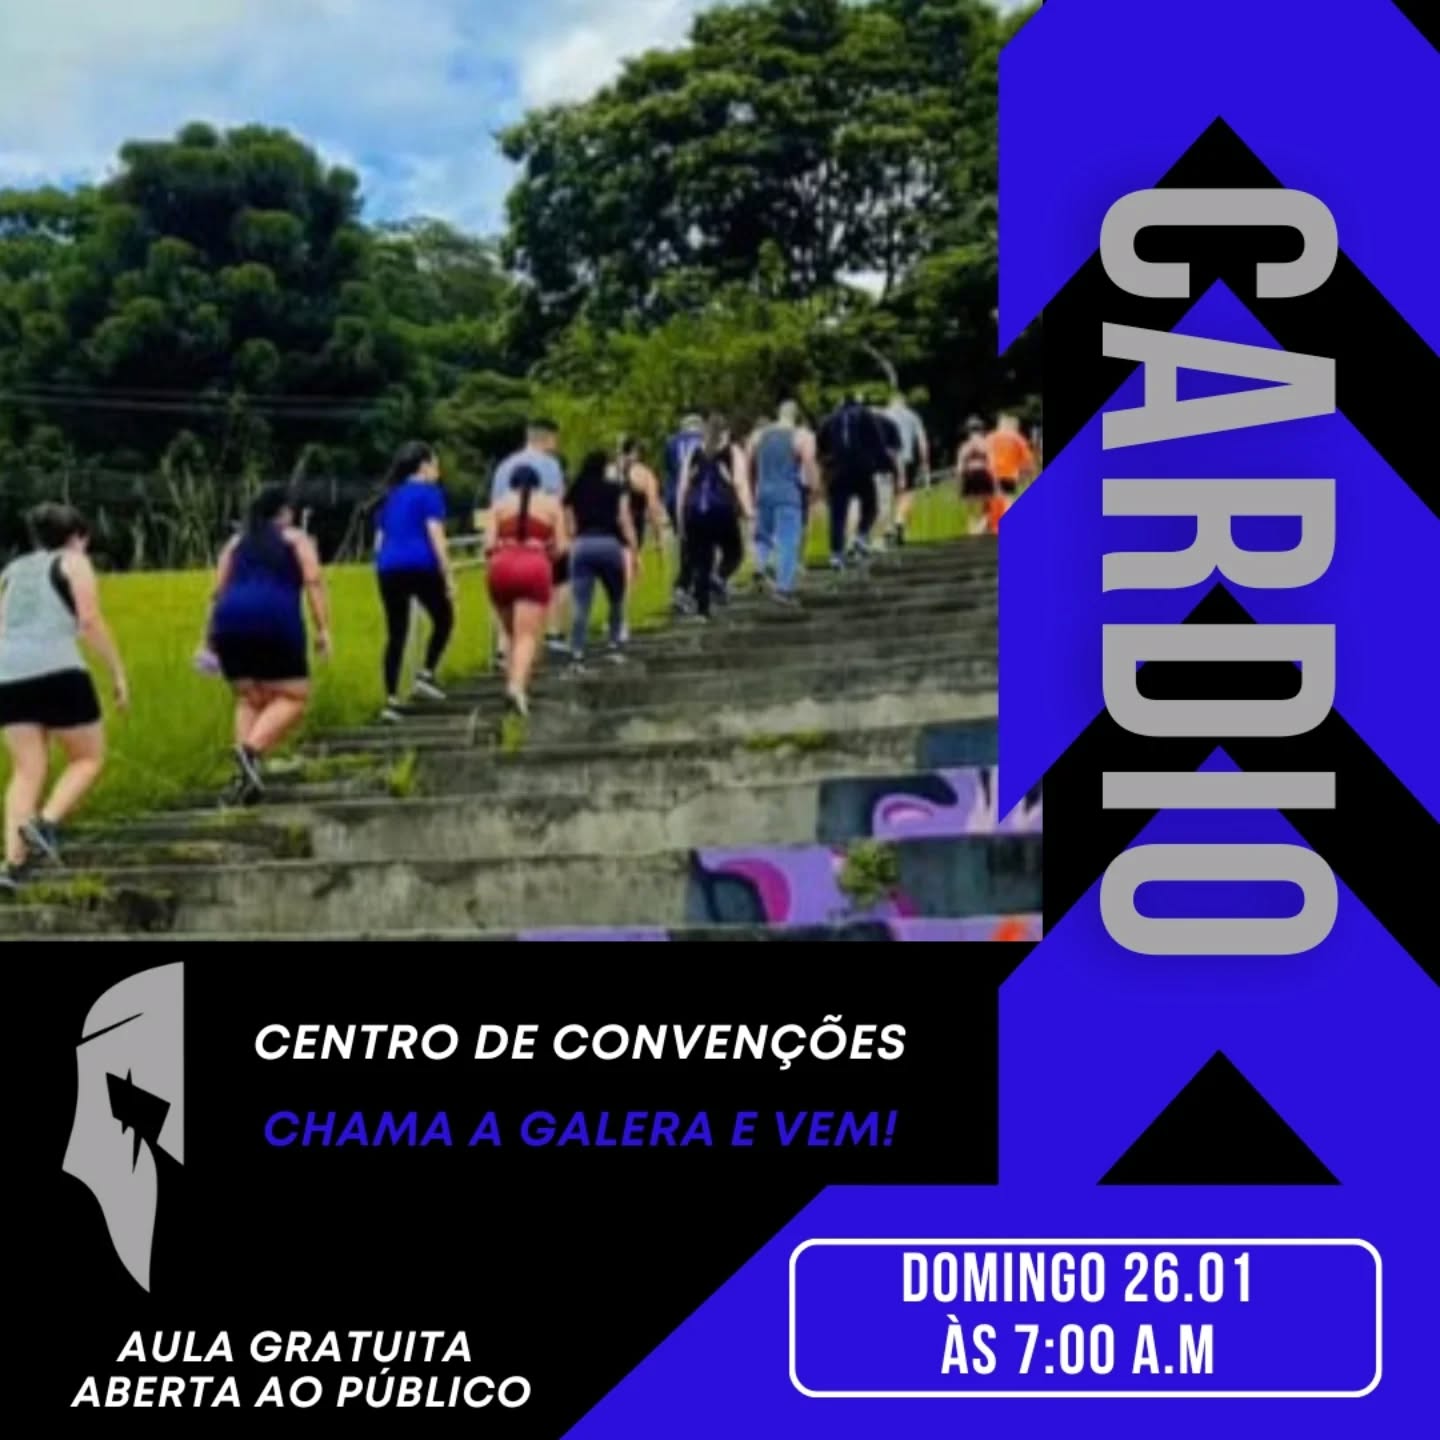 CARDIO
CENTRO DE CONVENÇÕES
CHAMA A GALERA E VEM!
AULA GRATUITA
ABERTA AO PÚBLICO
DOMINGO 26.01
ÀS 7:00 A.M